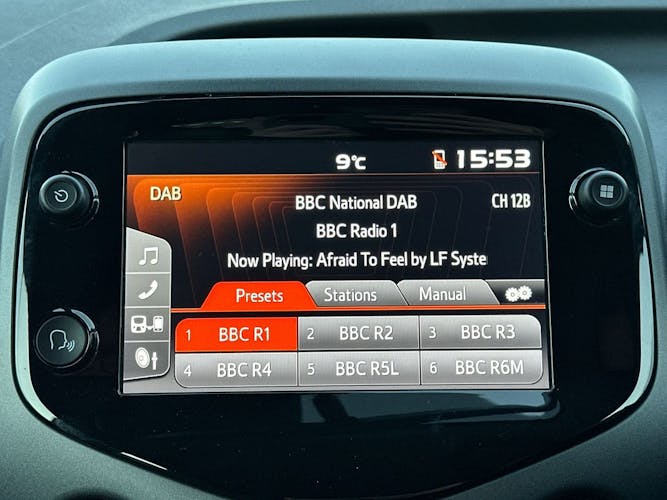 9°C 15:53
DAB BBC National DAB CH 12B
BBC Radio 1
Now Playing: Afraid To Feel by LF Syste
Presets Stations Manual
1 BBC R1 2 BBC R2 3 BBC R3
4 BBC R4 5 BBC R5L 6 BBC R6M